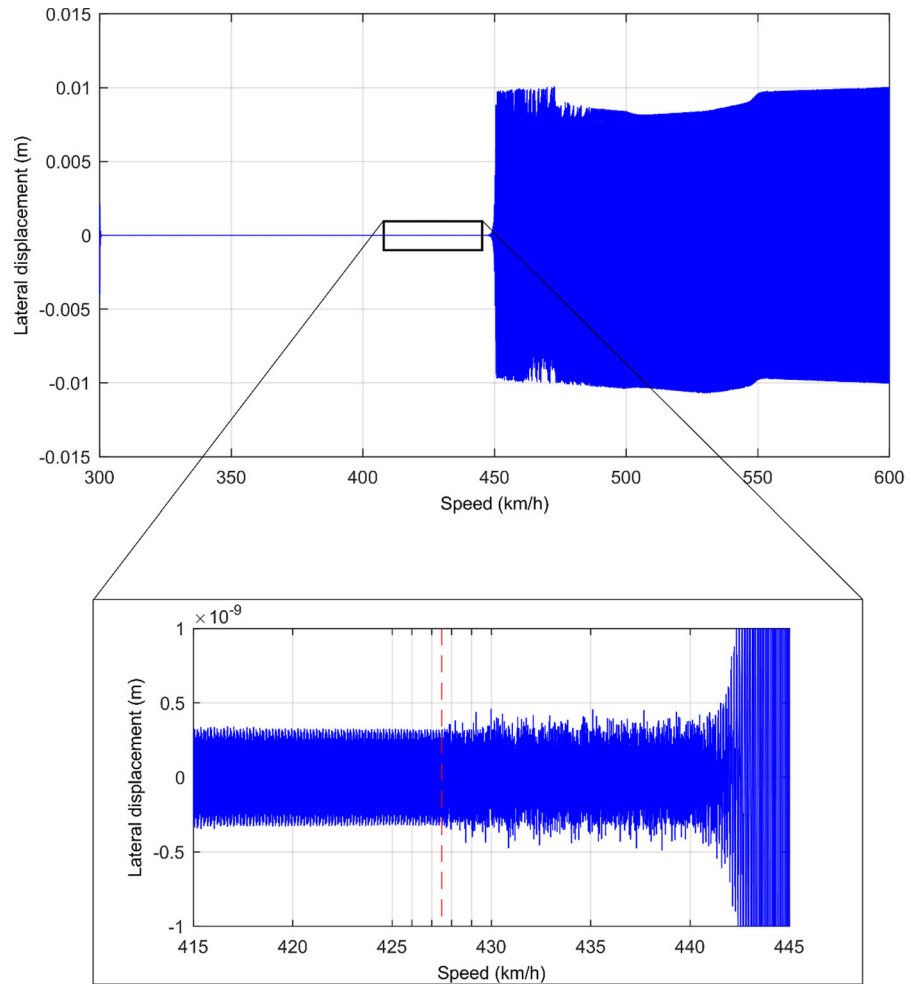 0.015
0.01
0.005
0
-0.005
-0.01
-0.015
Lateral displacement (m)
300 350 400 450 500 550 600
Speed (km/h)
× 10⁻⁹
1
0.5
0
-0.5
-1
Lateral displacement (m)
415 420 425 430 435 440 445
Speed (km/h)